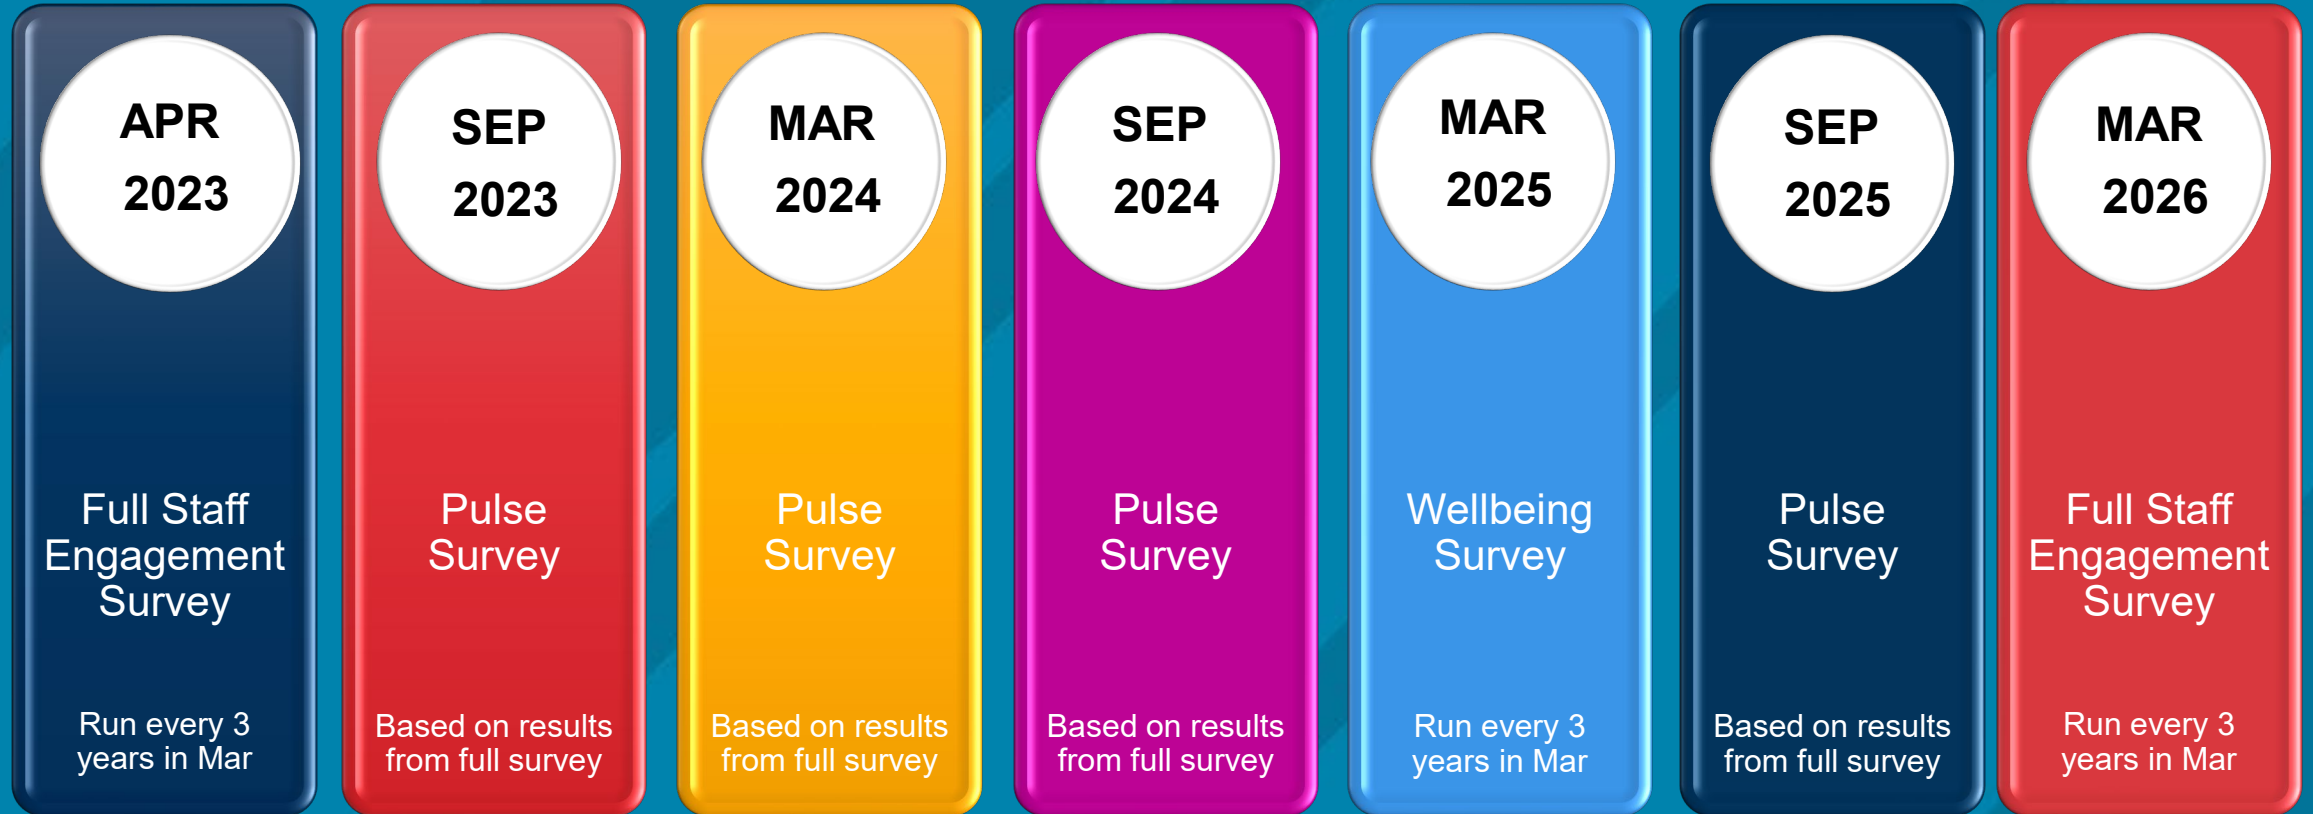 APR
2023
Full Staff
Engagement
Survey
Run every 3
years in Mar
SEP
2023
Pulse
Survey
Based on results
from full survey
MAR
2024
Pulse
Survey
Based on results
from full survey
SEP
2024
Pulse
Survey
Based on results
from full survey
MAR
2025
Wellbeing
Survey
Run every 3
years in Mar
SEP
2025
Pulse
Survey
Based on results
from full survey
MAR
2026
Full Staff
Engagement
Survey
Run every 3
years in Mar